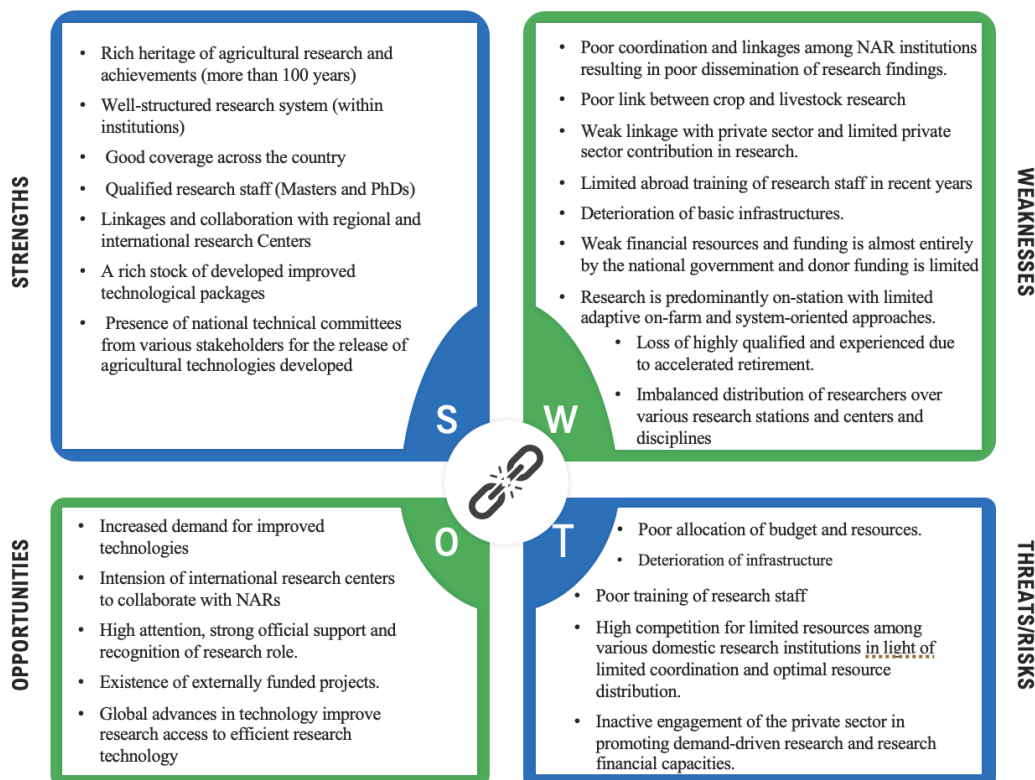 STRENGTHS
• Rich heritage of agricultural research and
achievements (more than 100 years)
• Well-structured research system (within
institutions)
• Good coverage across the country
• Qualified research staff (Masters and PhDs)
• Linkages and collaboration with regional and
international research Centers
• A rich stock of developed improved
technological packages
• Presence of national technical committees
from various stakeholders for the release of
agricultural technologies developed
S
WEAKNESSES
• Poor coordination and linkages among NAR institutions
resulting in poor dissemination of research findings.
• Poor link between crop and livestock research
• Weak linkage with private sector and limited private
sector contribution in research.
• Limited abroad training of research staff in recent years
• Deterioration of basic infrastructures.
• Weak financial resources and funding is almost entirely
by the national government and donor funding is limited
• Research is predominantly on-station with limited
adaptive on-farm and system-oriented approaches.
• Loss of highly qualified and experienced due
to accelerated retirement.
• Imbalanced distribution of researchers over
various research stations and centers and
disciplines
W
OPPORTUNITIES
• Increased demand for improved
technologies
• Intension of international research centers
to collaborate with NARs
• High attention, strong official support and
recognition of research role.
• Existence of externally funded projects.
• Global advances in technology improve
research access to efficient research
technology
O
THREATS/RISKS
• Poor allocation of budget and resources.
• Deterioration of infrastructure
• Poor training of research staff
• High competition for limited resources among
various domestic research institutions in light of
limited coordination and optimal resource
distribution.
• Inactive engagement of the private sector in
promoting demand-driven research and research
financial capacities.
T